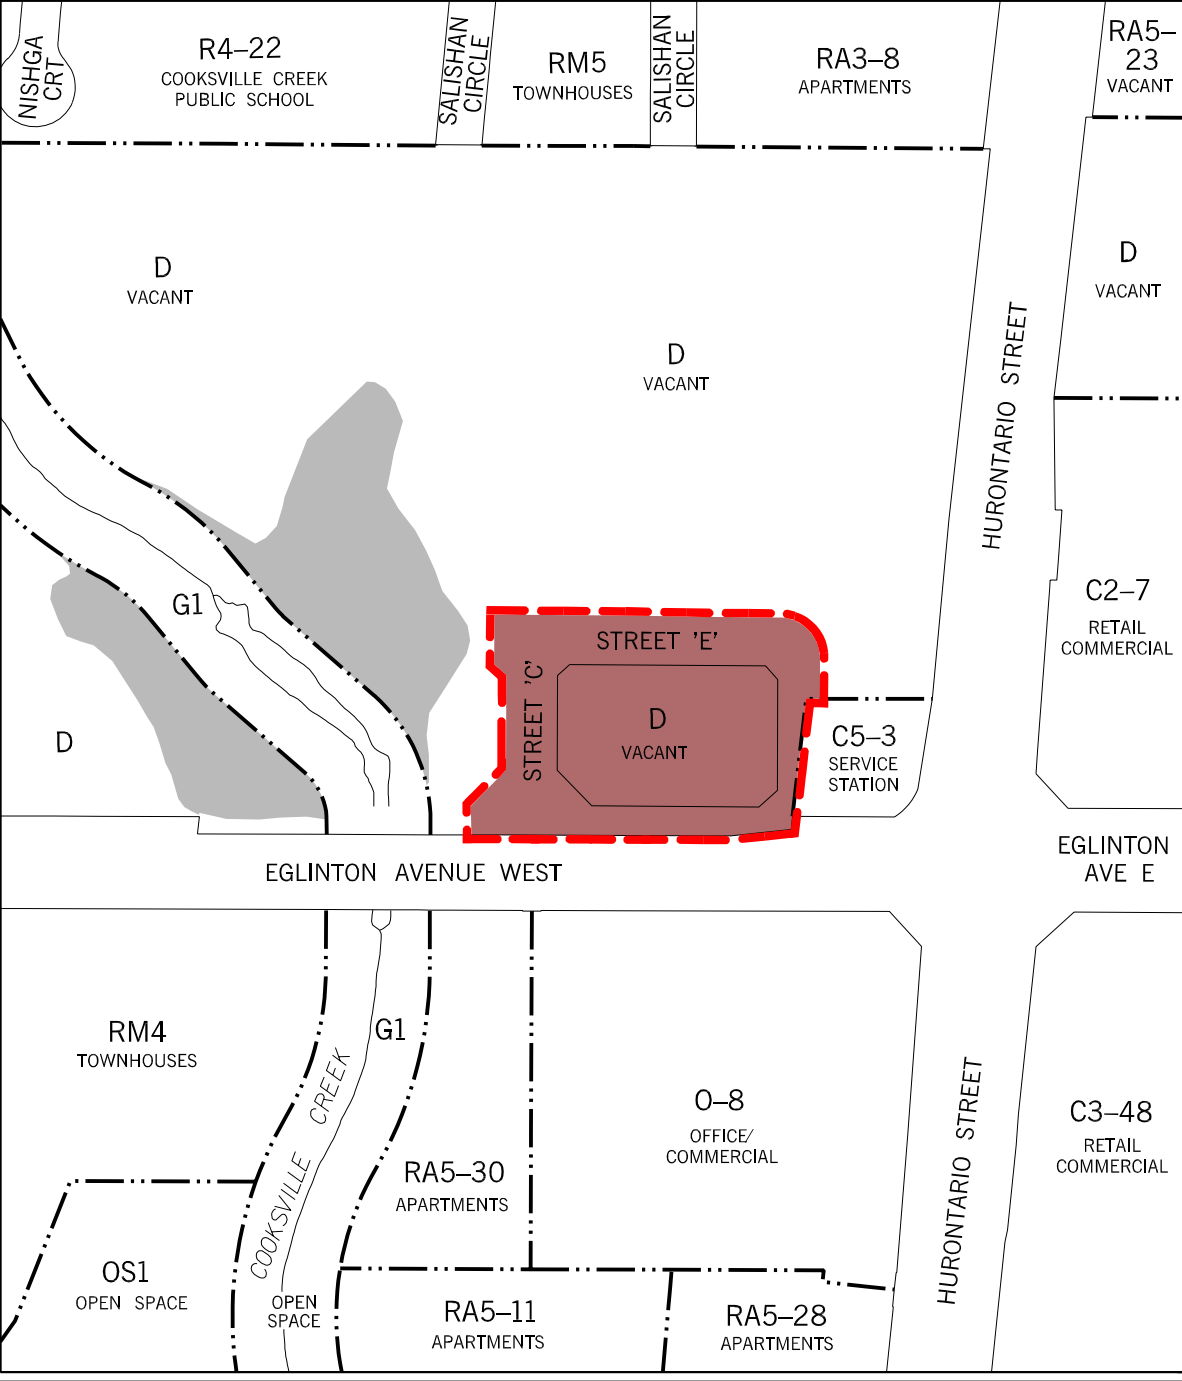 NISHGA
CRT
R4–22
COOKSVILLE CREEK
PUBLIC SCHOOL
SALISHAN
CIRCLE
RM5
TOWNHOUSES
SALISHAN
CIRCLE
RA3–8
APARTMENTS
RA5–
23
VACANT
D
VACANT
D
VACANT
D
VACANT
HURONTARIO STREET
G1
C2–7
RETAIL
COMMERCIAL
STREET 'E'
STREET 'C'
D
VACANT
D
C5–3
SERVICE
STATION
EGLINTON AVENUE WEST
EGLINTON
AVE E
RM4
TOWNHOUSES
G1
COOKSVILLE CREEK
O–8
OFFICE/
COMMERCIAL
HURONTARIO STREET
C3–48
RETAIL
COMMERCIAL
RA5–30
APARTMENTS
OS1
OPEN SPACE
OPEN
SPACE
RA5–11
APARTMENTS
RA5–28
APARTMENTS